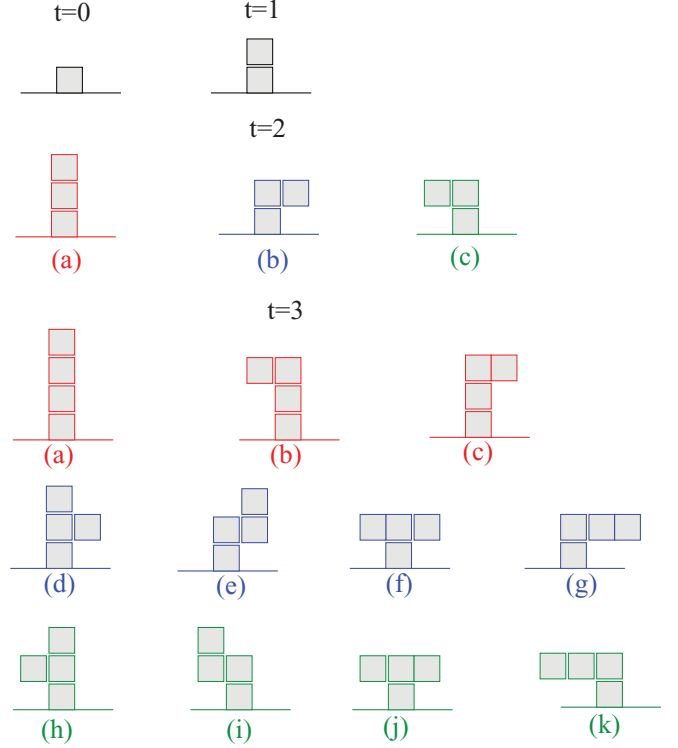 t=0 t=1
t=2
(a) (b) (c)
t=3
(a) (b) (c)
(d) (e) (f) (g)
(h) (i) (j) (k)